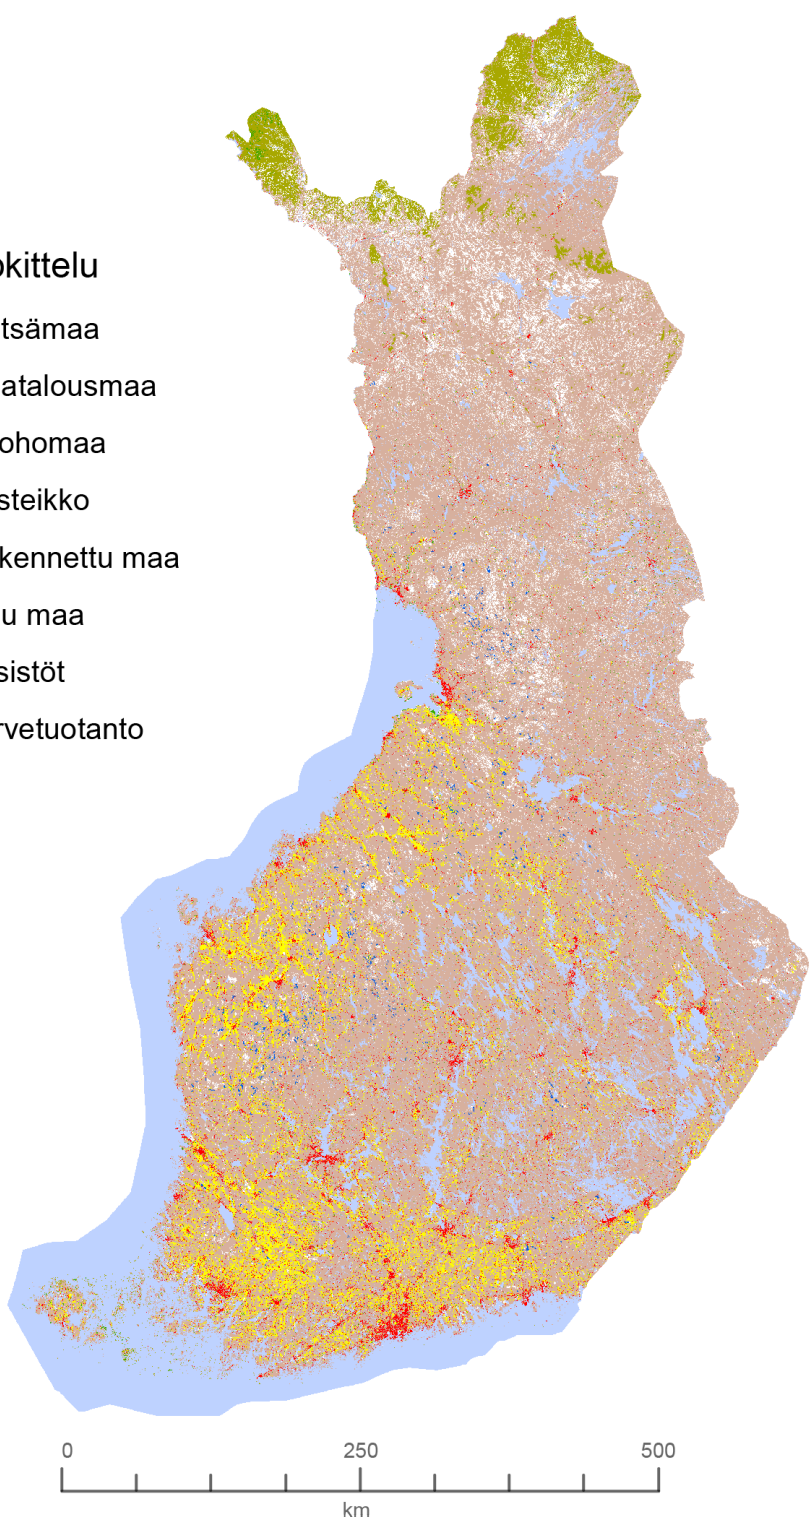 okittelu
tsämaa
atalousmaa
ohomaa
steikko
kennettu maa
u maa
sistöt
rvetuotanto
0 250 500
km